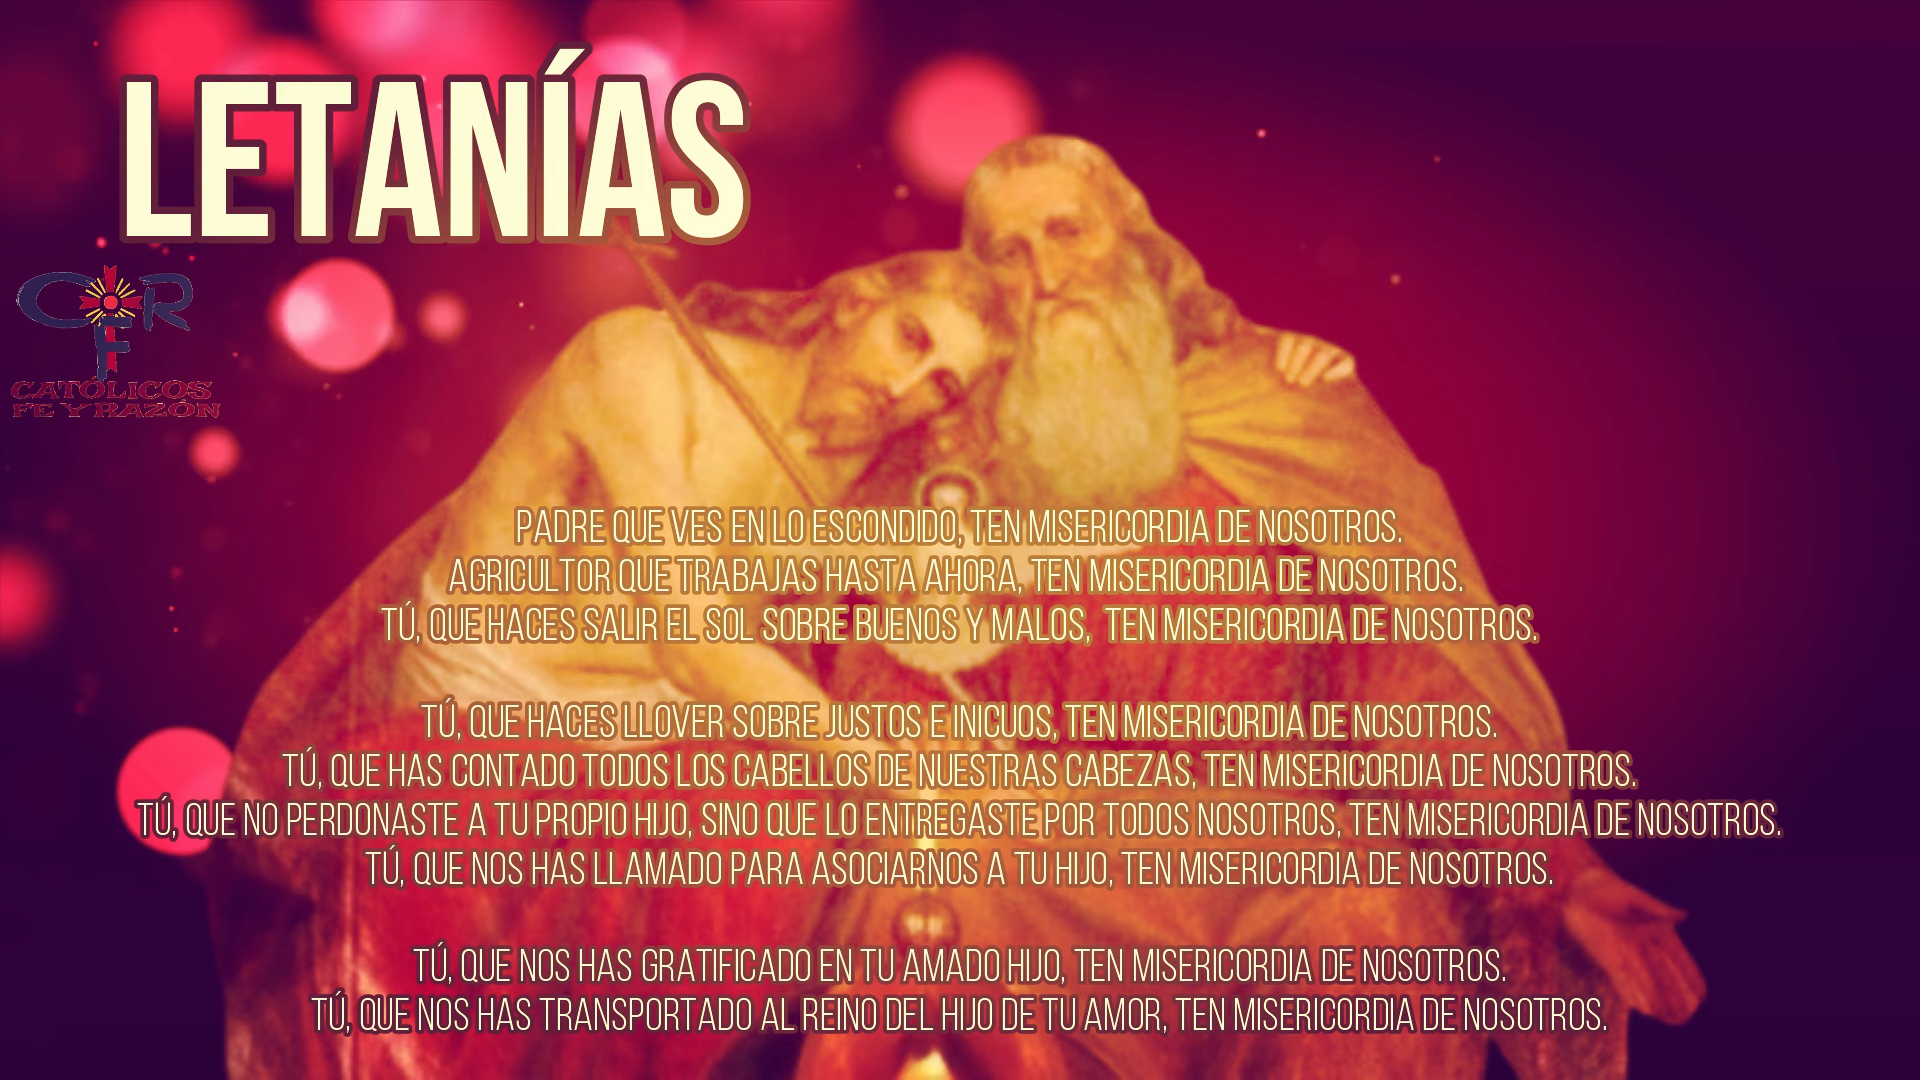 LETANÍAS
CFR
CATÓLICOS
FE Y RAZÓN
PADRE QUE VES EN LO ESCONDIDO, TEN MISERICORDIA DE NOSOTROS.
AGRICULTOR QUE TRABAJAS HASTA AHORA, TEN MISERICORDIA DE NOSOTROS.
TÚ, QUE HACES SALIR EL SOL SOBRE BUENOS Y MALOS, TEN MISERICORDIA DE NOSOTROS.
TÚ, QUE HACES LLOVER SOBRE JUSTOS E INICUOS, TEN MISERICORDIA DE NOSOTROS.
TÚ, QUE HAS CONTADO TODOS LOS CABELLOS DE NUESTRAS CABEZAS, TEN MISERICORDIA DE NOSOTROS.
TÚ, QUE NO PERDONASTE A TU PROPIO HIJO, SINO QUE LO ENTREGASTE POR TODOS NOSOTROS, TEN MISERICORDIA DE NOSOTROS.
TÚ, QUE NOS HAS LLAMADO PARA ASOCIARNOS A TU HIJO, TEN MISERICORDIA DE NOSOTROS.
TÚ, QUE NOS HAS GRATIFICADO EN TU AMADO HIJO, TEN MISERICORDIA DE NOSOTROS.
TÚ, QUE NOS HAS TRANSPORTADO AL REINO DEL HIJO DE TU AMOR, TEN MISERICORDIA DE NOSOTROS.